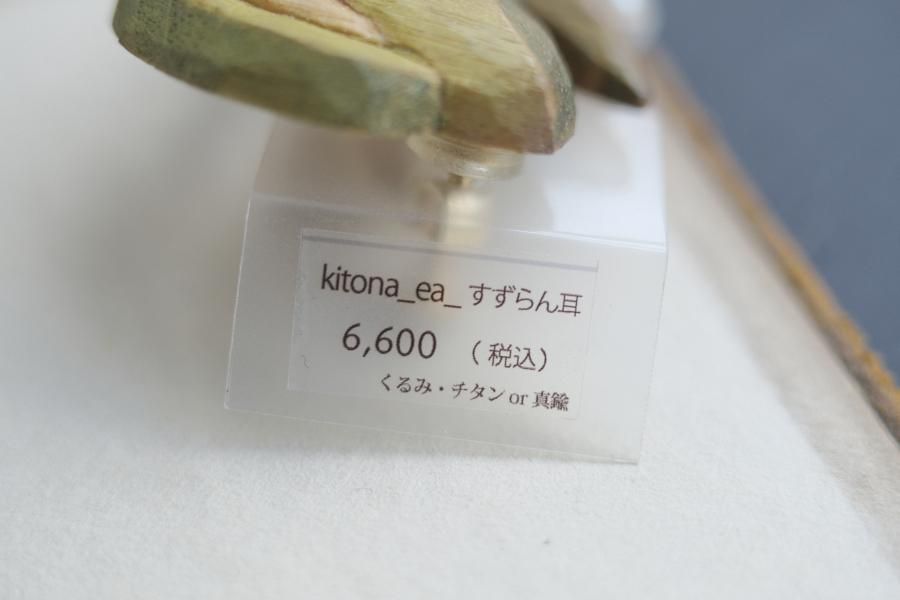 kitona_ea_すずらん耳
6,600 （税込）
くるみ・チタン or 真鍮